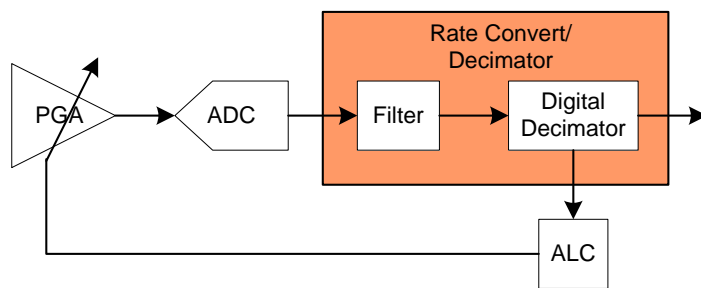 Rate Convert/
Decimator
PGA
ADC
Filter
Digital
Decimator
ALC